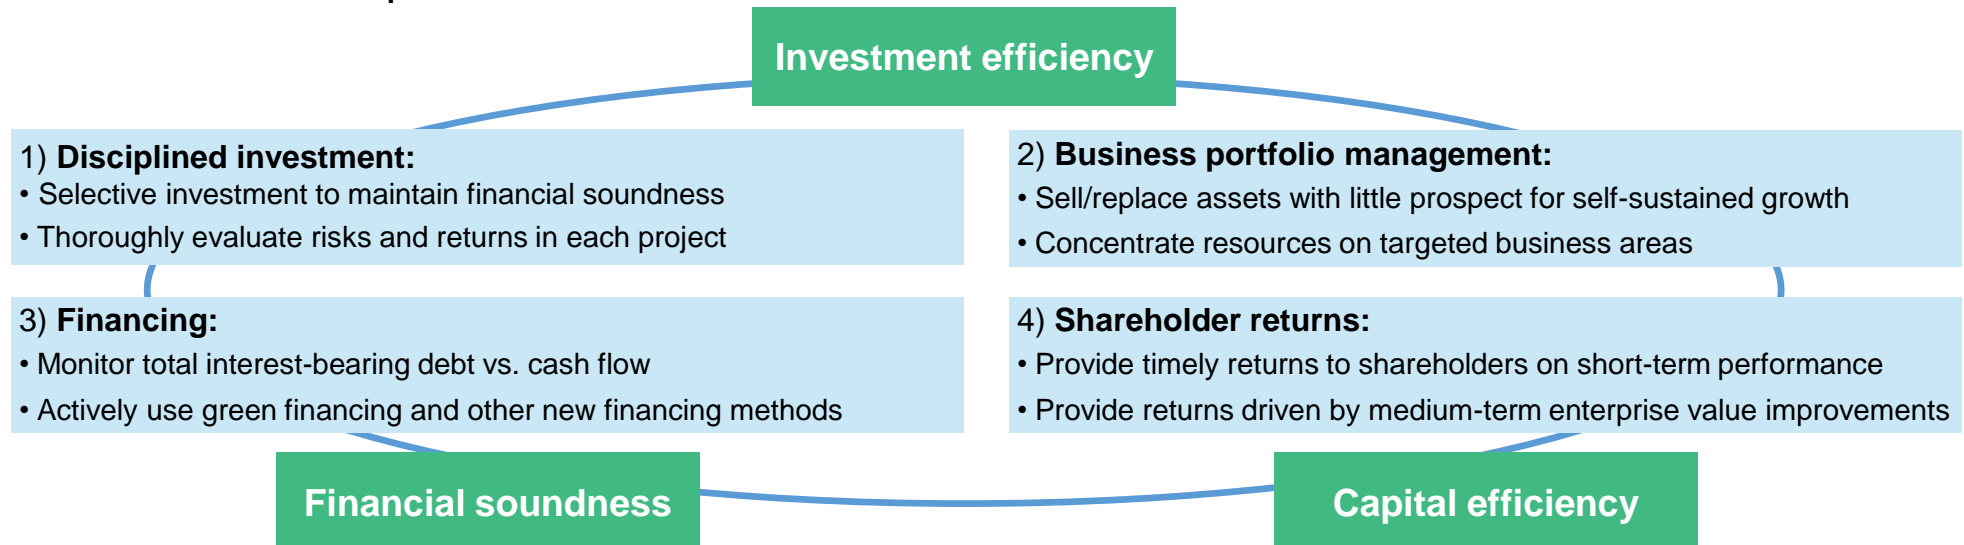 Investment efficiency
1) Disciplined investment:
• Selective investment to maintain financial soundness
• Thoroughly evaluate risks and returns in each project
2) Business portfolio management:
• Sell/replace assets with little prospect for self-sustained growth
• Concentrate resources on targeted business areas
3) Financing:
• Monitor total interest-bearing debt vs. cash flow
• Actively use green financing and other new financing methods
4) Shareholder returns:
• Provide timely returns to shareholders on short-term performance
• Provide returns driven by medium-term enterprise value improvements
Financial soundness
Capital efficiency